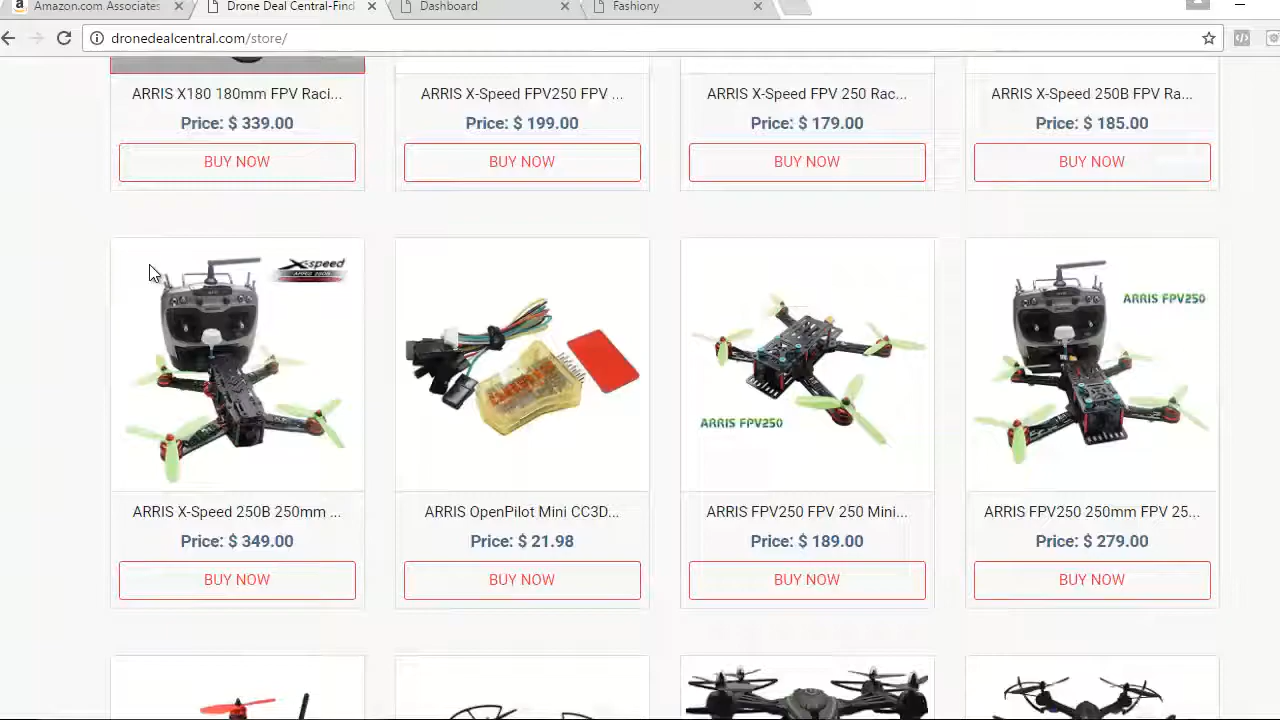 Amazon.com Associates
Drone Deal Central-Find
Dashboard
Fashiony
dronedealcentral.com/store/
ARRIS X180 180mm FPV Raci...
ARRIS X-Speed FPV250 FPV ...
ARRIS X-Speed FPV 250 Rac...
ARRIS X-Speed 250B FPV Ra...
Price: $ 339.00
Price: $ 199.00
Price: $ 179.00
Price: $ 185.00
BUY NOW
BUY NOW
BUY NOW
BUY NOW
X-speed
ARRIS 250B
ARRIS FPV250
ARRIS FPV250
ARRIS X-Speed 250B 250mm ...
ARRIS OpenPilot Mini CC3D...
ARRIS FPV250 FPV 250 Mini...
ARRIS FPV250 250mm FPV 25...
Price: $ 349.00
Price: $ 21.98
Price: $ 189.00
Price: $ 279.00
BUY NOW
BUY NOW
BUY NOW
BUY NOW